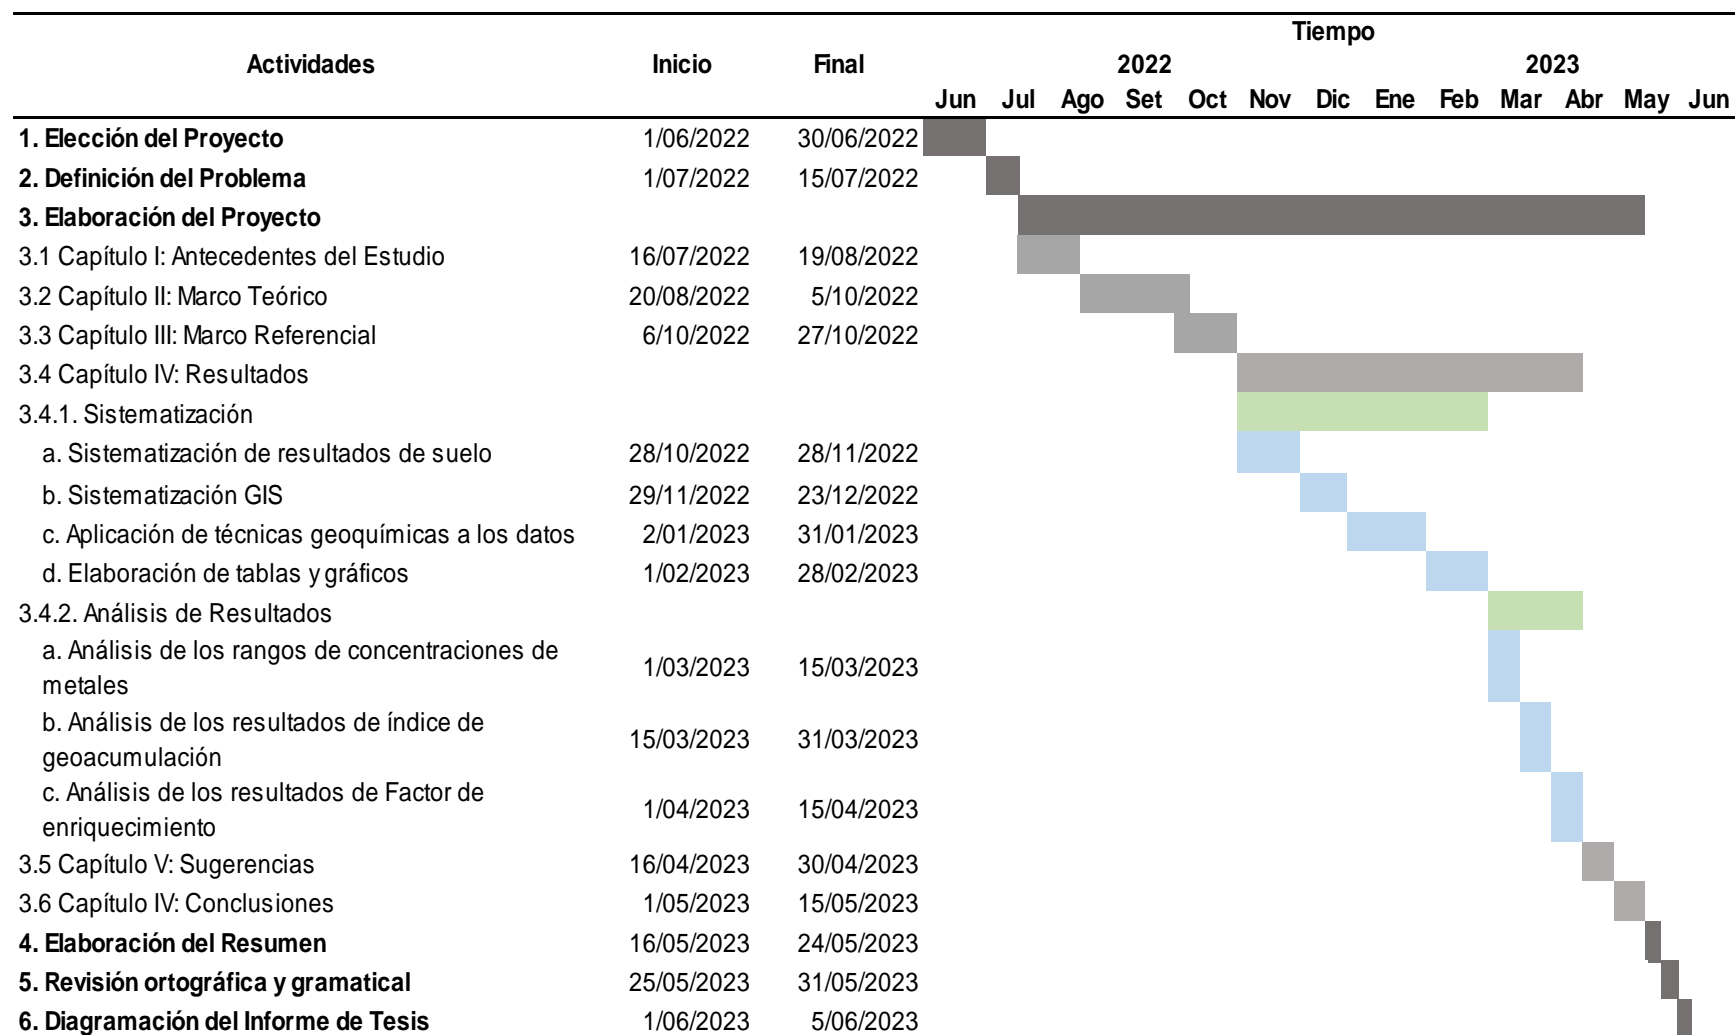 Tiempo
Actividades Inicio Final 2022 2023
Jun Jul Ago Set Oct Nov Dic Ene Feb Mar Abr May Jun
1. Elección del Proyecto 1/06/2022 30/06/2022
2. Definición del Problema 1/07/2022 15/07/2022
3. Elaboración del Proyecto
3.1 Capítulo I: Antecedentes del Estudio 16/07/2022 19/08/2022
3.2 Capítulo II: Marco Teórico 20/08/2022 5/10/2022
3.3 Capítulo III: Marco Referencial 6/10/2022 27/10/2022
3.4 Capítulo IV: Resultados
3.4.1. Sistematización
a. Sistematización de resultados de suelo 28/10/2022 28/11/2022
b. Sistematización GIS 29/11/2022 23/12/2022
c. Aplicación de técnicas geoquímicas a los datos 2/01/2023 31/01/2023
d. Elaboración de tablas y gráficos 1/02/2023 28/02/2023
3.4.2. Análisis de Resultados
a. Análisis de los rangos de concentraciones de
metales 1/03/2023 15/03/2023
b. Análisis de los resultados de índice de
geoacumulación 15/03/2023 31/03/2023
c. Análisis de los resultados de Factor de
enriquecimiento 1/04/2023 15/04/2023
3.5 Capítulo V: Sugerencias 16/04/2023 30/04/2023
3.6 Capítulo IV: Conclusiones 1/05/2023 15/05/2023
4. Elaboración del Resumen 16/05/2023 24/05/2023
5. Revisión ortográfica y gramatical 25/05/2023 31/05/2023
6. Diagramación del Informe de Tesis 1/06/2023 5/06/2023